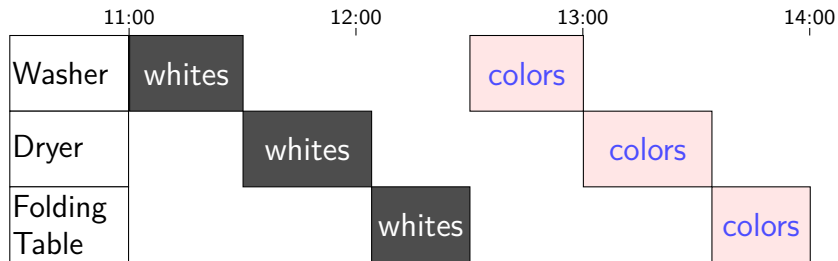 11:00 12:00 13:00 14:00
Washer whites colors
Dryer whites colors
Folding
Table whites colors